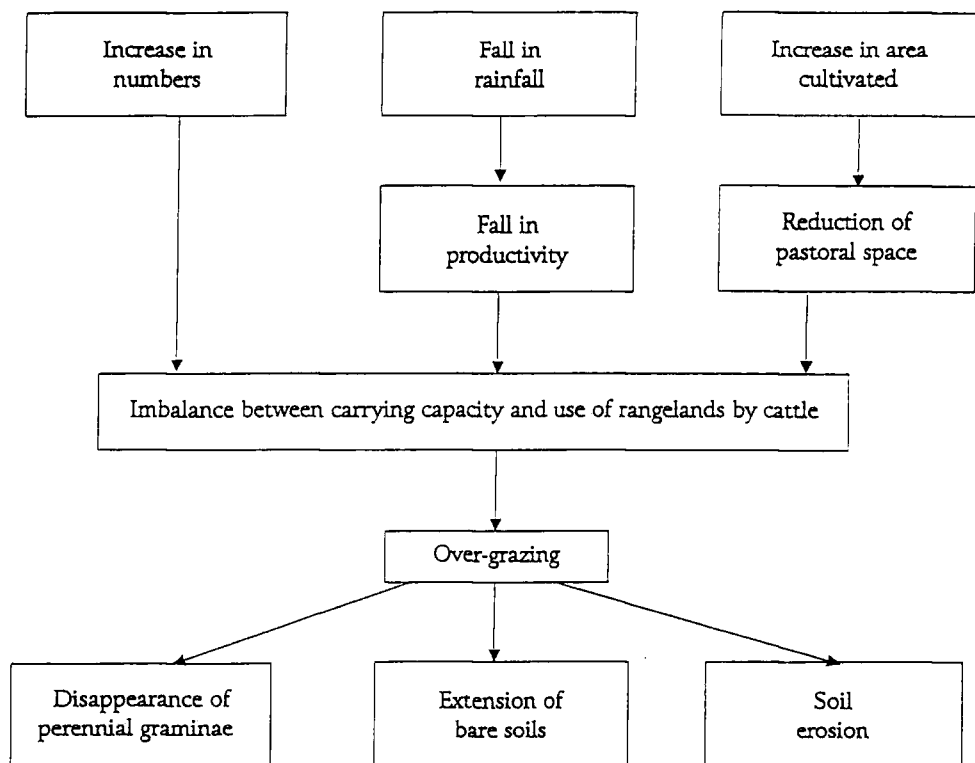 Increase in
numbers
Fall in
rainfall
Increase in area
cultivated
Fall in
productivity
Reduction of
pastoral space
Imbalance between carrying capacity and use of rangelands by cattle
Over-grazing
Disappearance of
perennial graminae
Extension of
bare soils
Soil
erosion